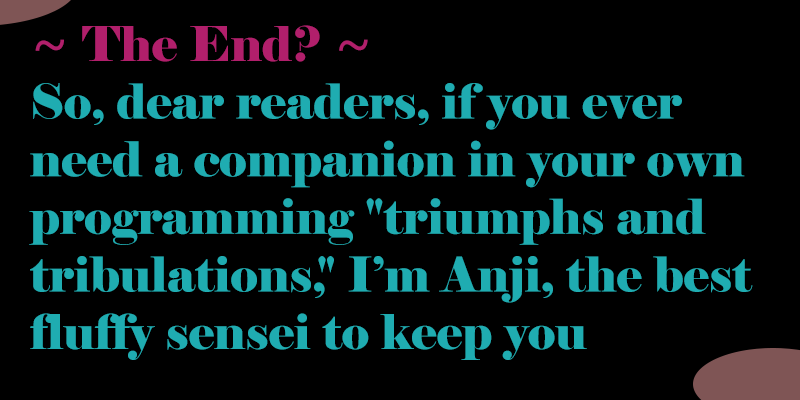 ~ The End? ~
So, dear readers, if you ever
need a companion in your own
programming "triumphs and
tribulations," I’m Anji, the best
fluffy sensei to keep you